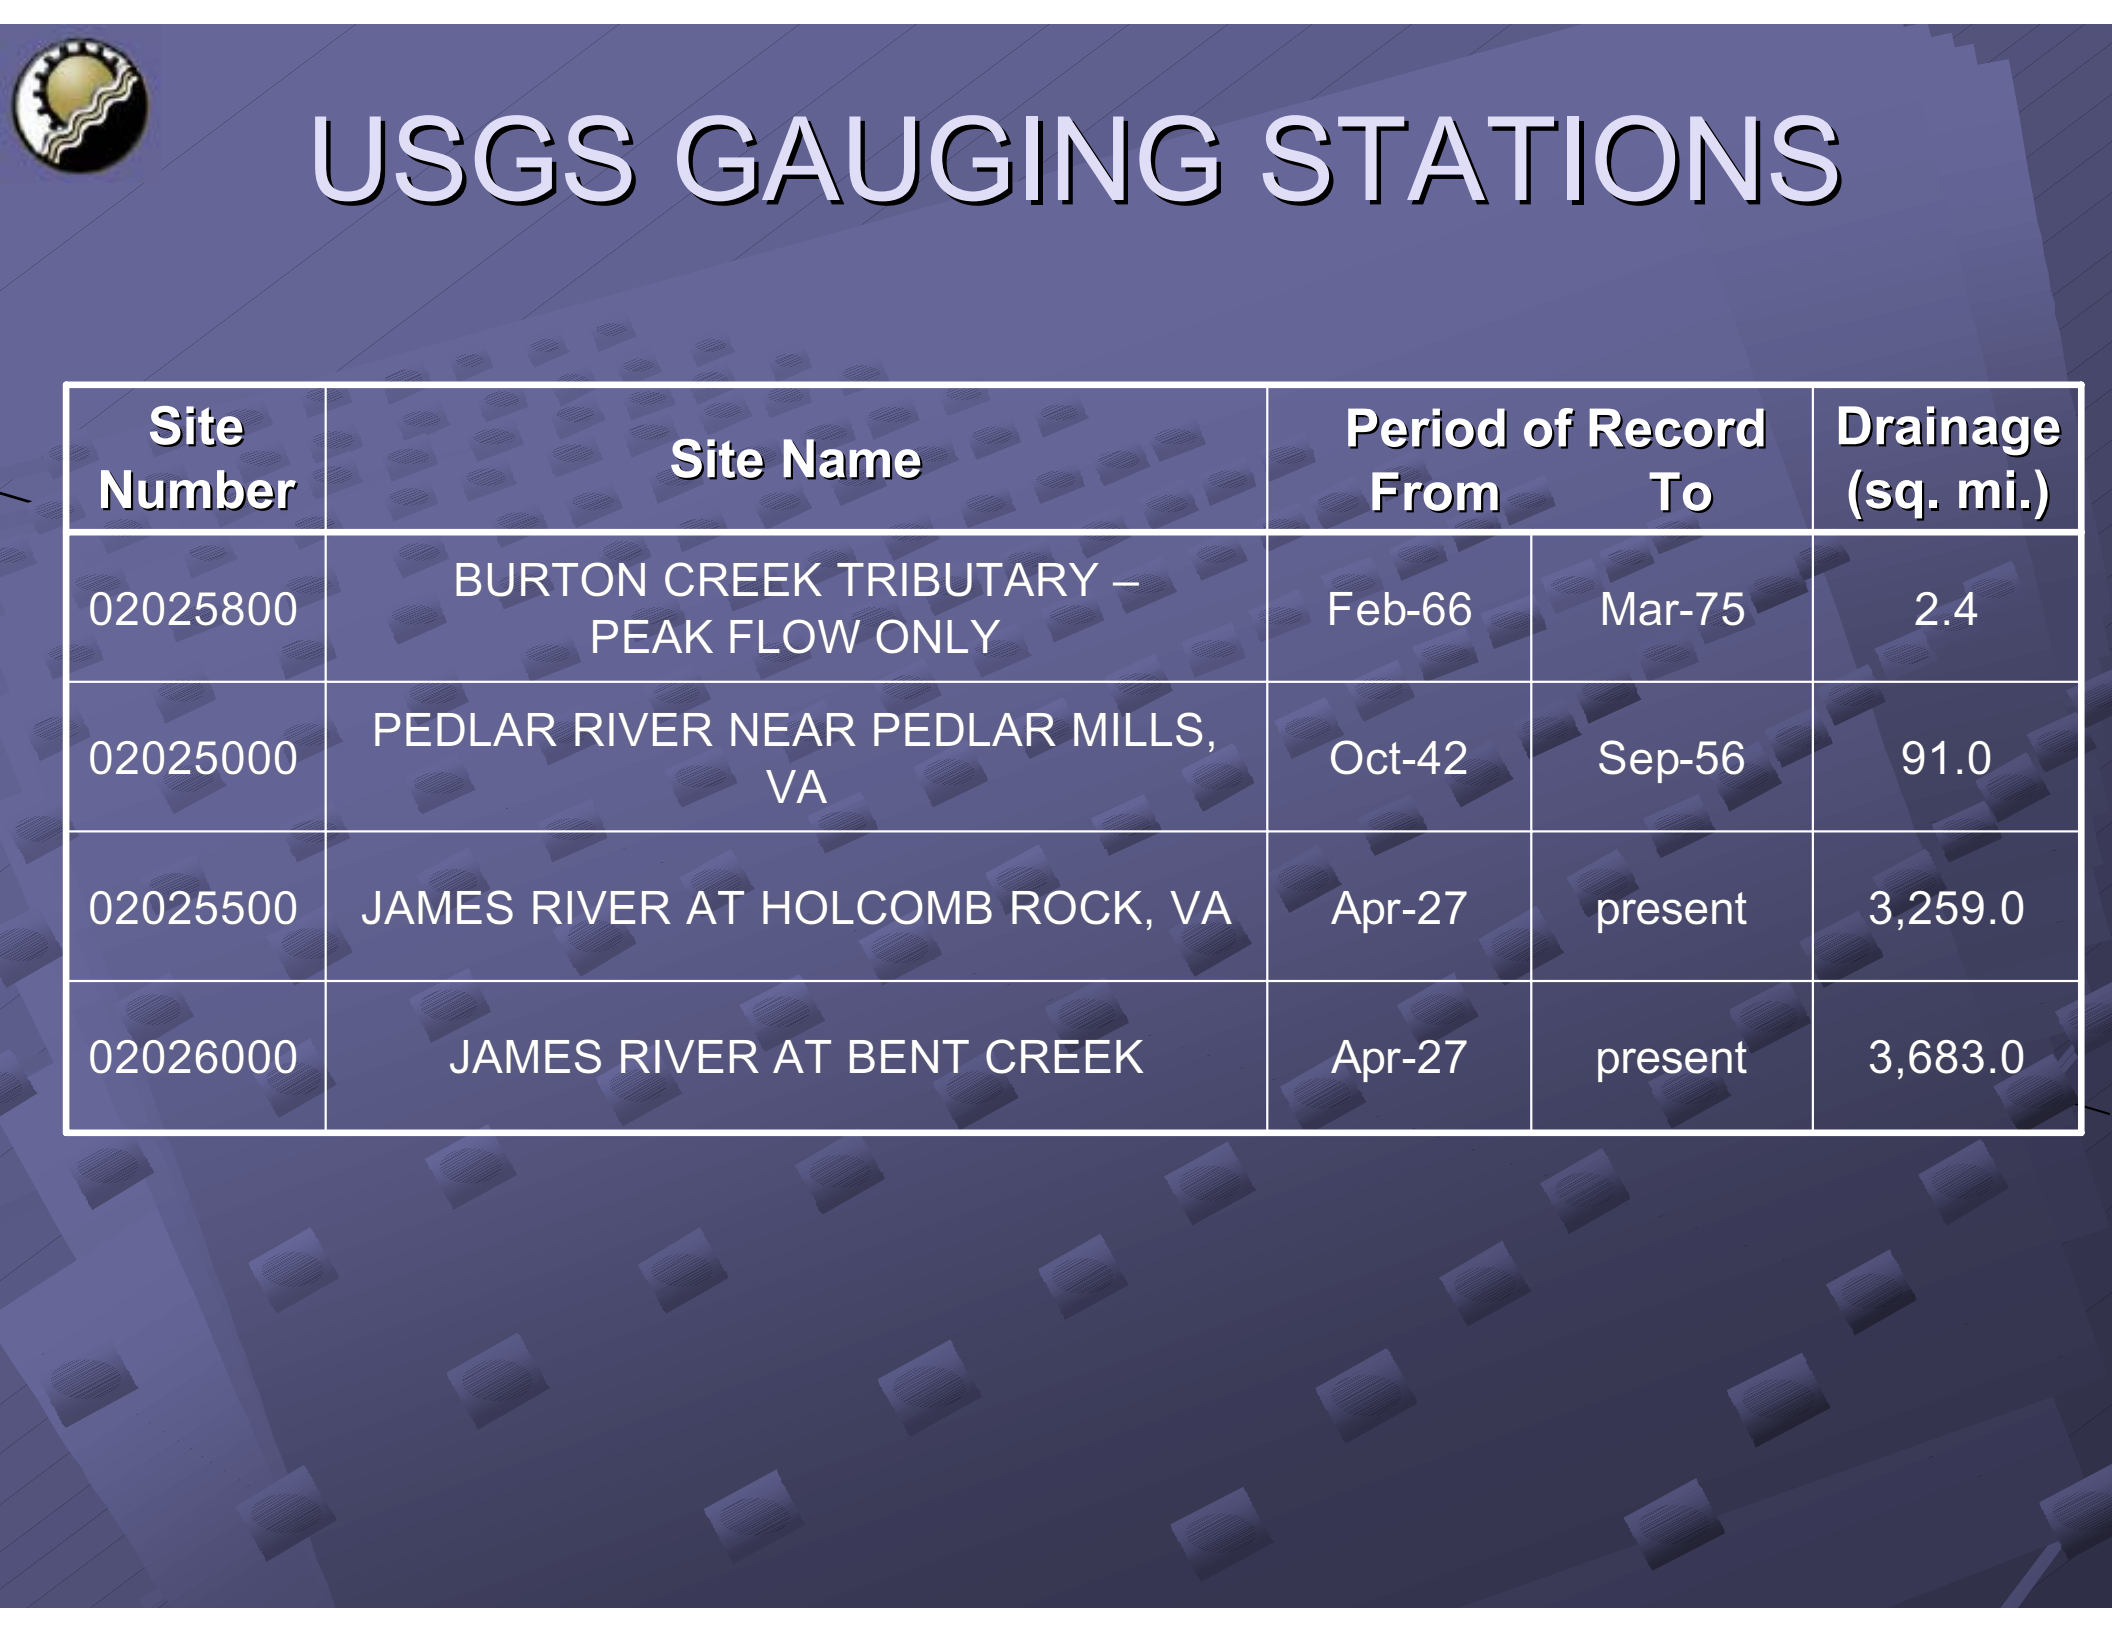 USGS GAUGING STATIONS
Site Number
Site Name
Period of Record
From To
Drainage (sq. mi.)
02025800
BURTON CREEK TRIBUTARY –
PEAK FLOW ONLY
Feb-66
Mar-75
2.4
02025000
PEDLAR RIVER NEAR PEDLAR MILLS,
VA
Oct-42
Sep-56
91.0
02025500
JAMES RIVER AT HOLCOMB ROCK, VA
Apr-27
present
3,259.0
02026000
JAMES RIVER AT BENT CREEK
Apr-27
present
3,683.0